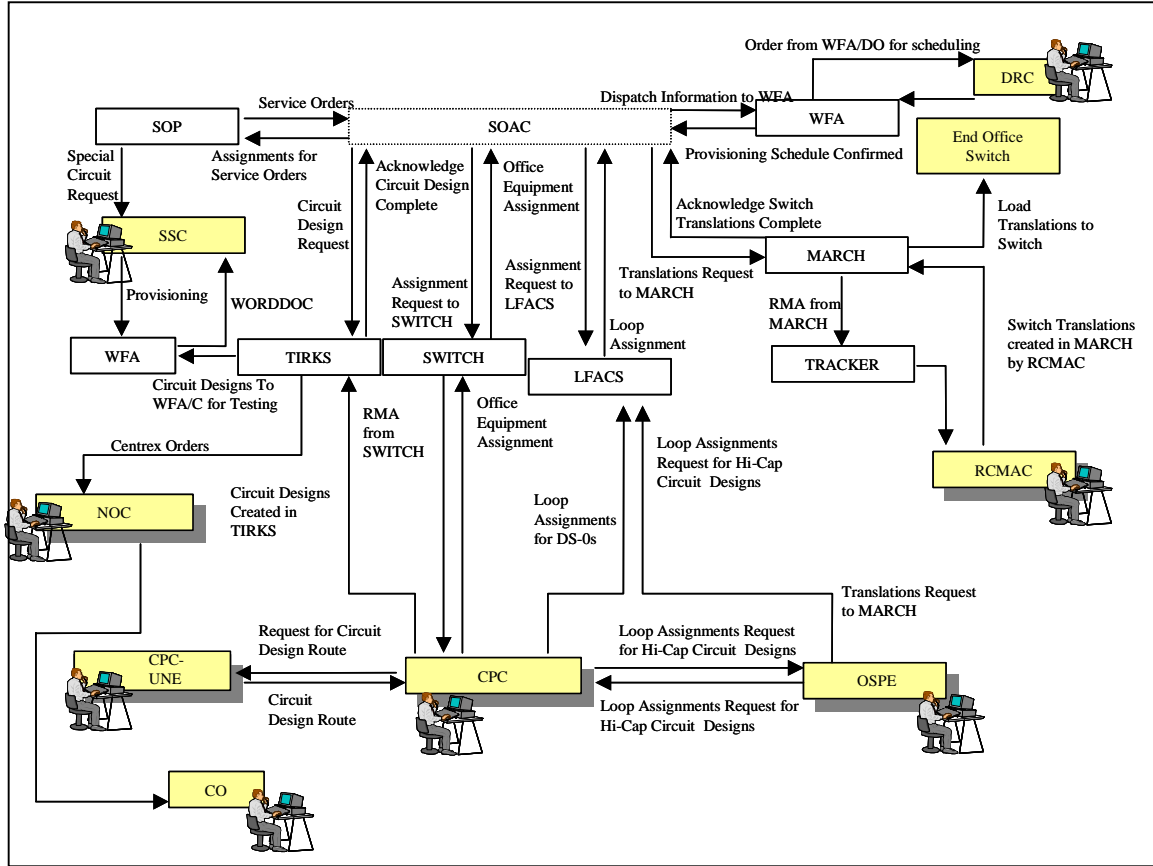 Order from WFA/DO for scheduling
DRC
Service Orders
Dispatch Information to WFA
SOP
SOAC
WFA
End Office
Switch
Special
Circuit
Request
Assignments for
Service Orders
Acknowledge
Circuit Design
Complete
Office
Equipment
Assignment
Provisioning Schedule Confirmed
Circuit
Design
Request
Acknowledge Switch
Translations Complete
Load
Translations to
Switch
SSC
MARCH
Assignment
Request to
SWITCH
Assignment
Request to
LFACS
Translations Request
to MARCH
Provisioning
WORDDOC
RMA from
MARCH
Switch Translations
created in MARCH
by RCMAC
Loop
Assignment
WFA
TIRKS
SWITCH
LFACS
TRACKER
Circuit Designs To
WFA/C for Testing
RMA
from
SWITCH
Office
Equipment
Assignment
Centrex Orders
Loop Assignments
Request for Hi-Cap
Circuit Designs
RCMAC
NOC
Circuit Designs
Created in
TIRKS
Loop
Assignments
for DS-0s
Translations Request
to MARCH
Request for Circuit
Design Route
Loop Assignments Request
for Hi-Cap Circuit Designs
CPC-
UNE
CPC
OSPE
Circuit
Design Route
Loop Assignments Request for
Hi-Cap Circuit Designs
CO